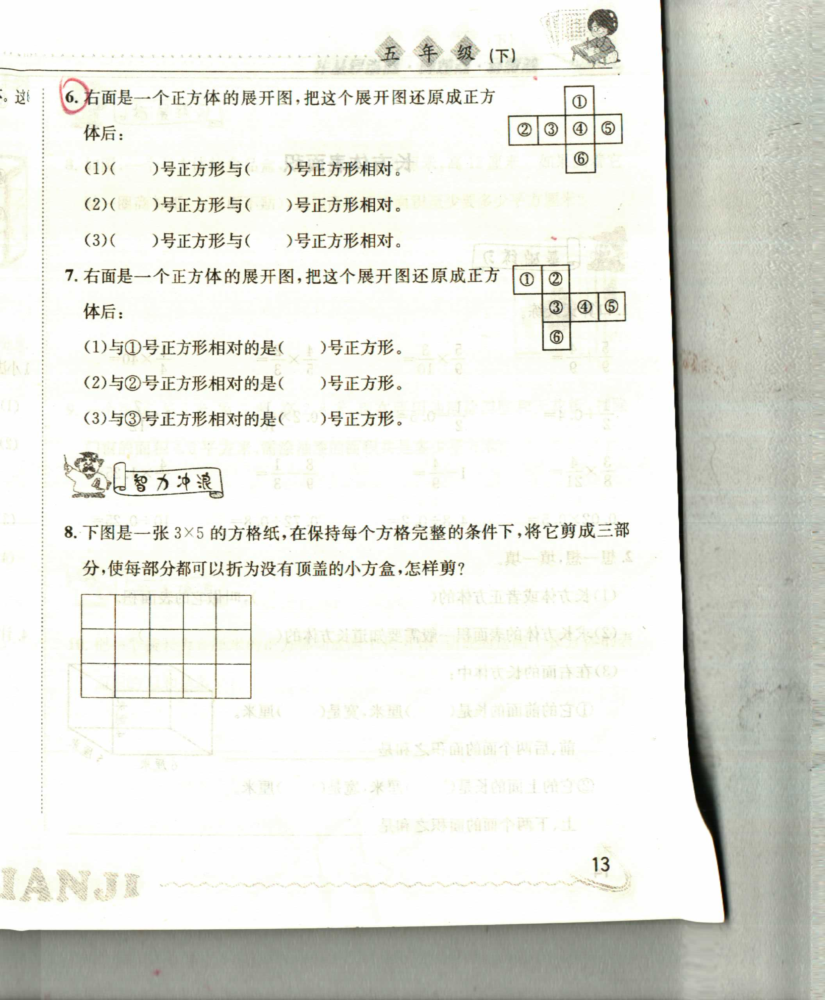 五年级(下)
。这
6. 右面是一个正方体的展开图,把这个展开图还原成正方
体后:
(1)(    )号正方形与(    )号正方形相对。
(2)(    )号正方形与(    )号正方形相对。
(3)(    )号正方形与(    )号正方形相对。
①
② ③ ④ ⑤
⑥
7. 右面是一个正方体的展开图,把这个展开图还原成正方
体后:
(1)与①号正方形相对的是(    )号正方形。
(2)与②号正方形相对的是(    )号正方形。
(3)与③号正方形相对的是(    )号正方形。
① ②
③ ④ ⑤
⑥
智力冲浪
8. 下图是一张 3×5 的方格纸,在保持每个方格完整的条件下,将它剪成三部
分,使每部分都可以折为没有顶盖的小方盒,怎样剪?
13
IANJI